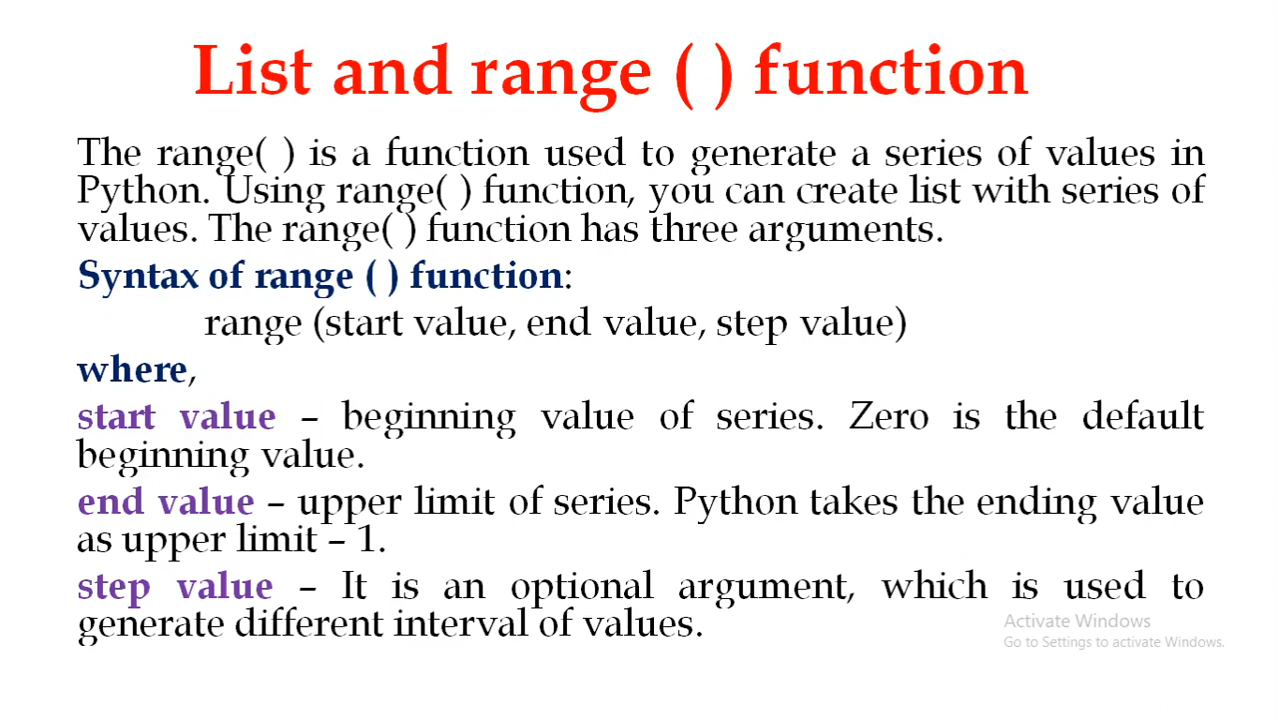 List and range ( ) function
The range( ) is a function used to generate a series of values in
Python. Using range( ) function, you can create list with series of
values. The range( ) function has three arguments.
Syntax of range ( ) function:
range (start value, end value, step value)
where,
start value – beginning value of series. Zero is the default
beginning value.
end value – upper limit of series. Python takes the ending value
as upper limit – 1.
step value – It is an optional argument, which is used to
generate different interval of values.
Activate Windows
Go to Settings to activate Windows.